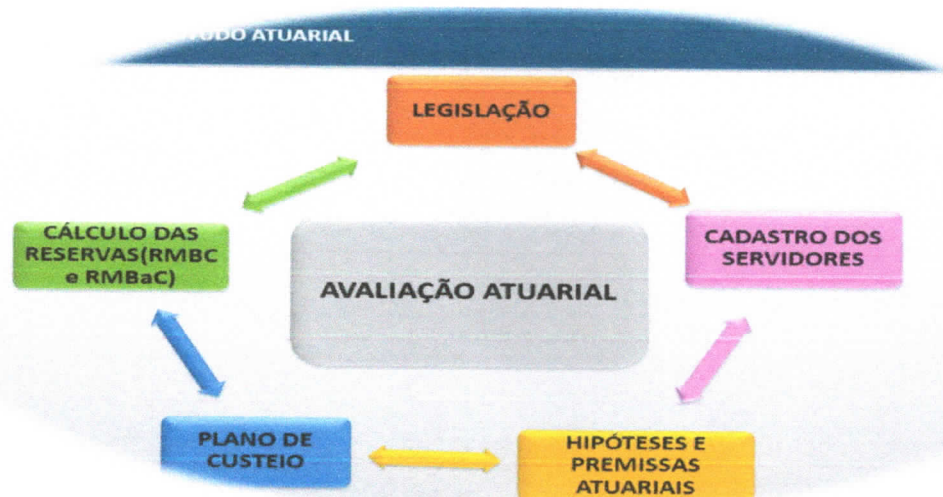 ATUARIAL
LEGISLAÇÃO
CÁLCULO DAS
RESERVAS(RMBC
e RMBaC)
CADASTRO DOS
SERVIDORES
AVALIAÇÃO ATUARIAL
PLANO DE
CUSTEIO
HIPÓTESES E
PREMISSAS
ATUARIAIS